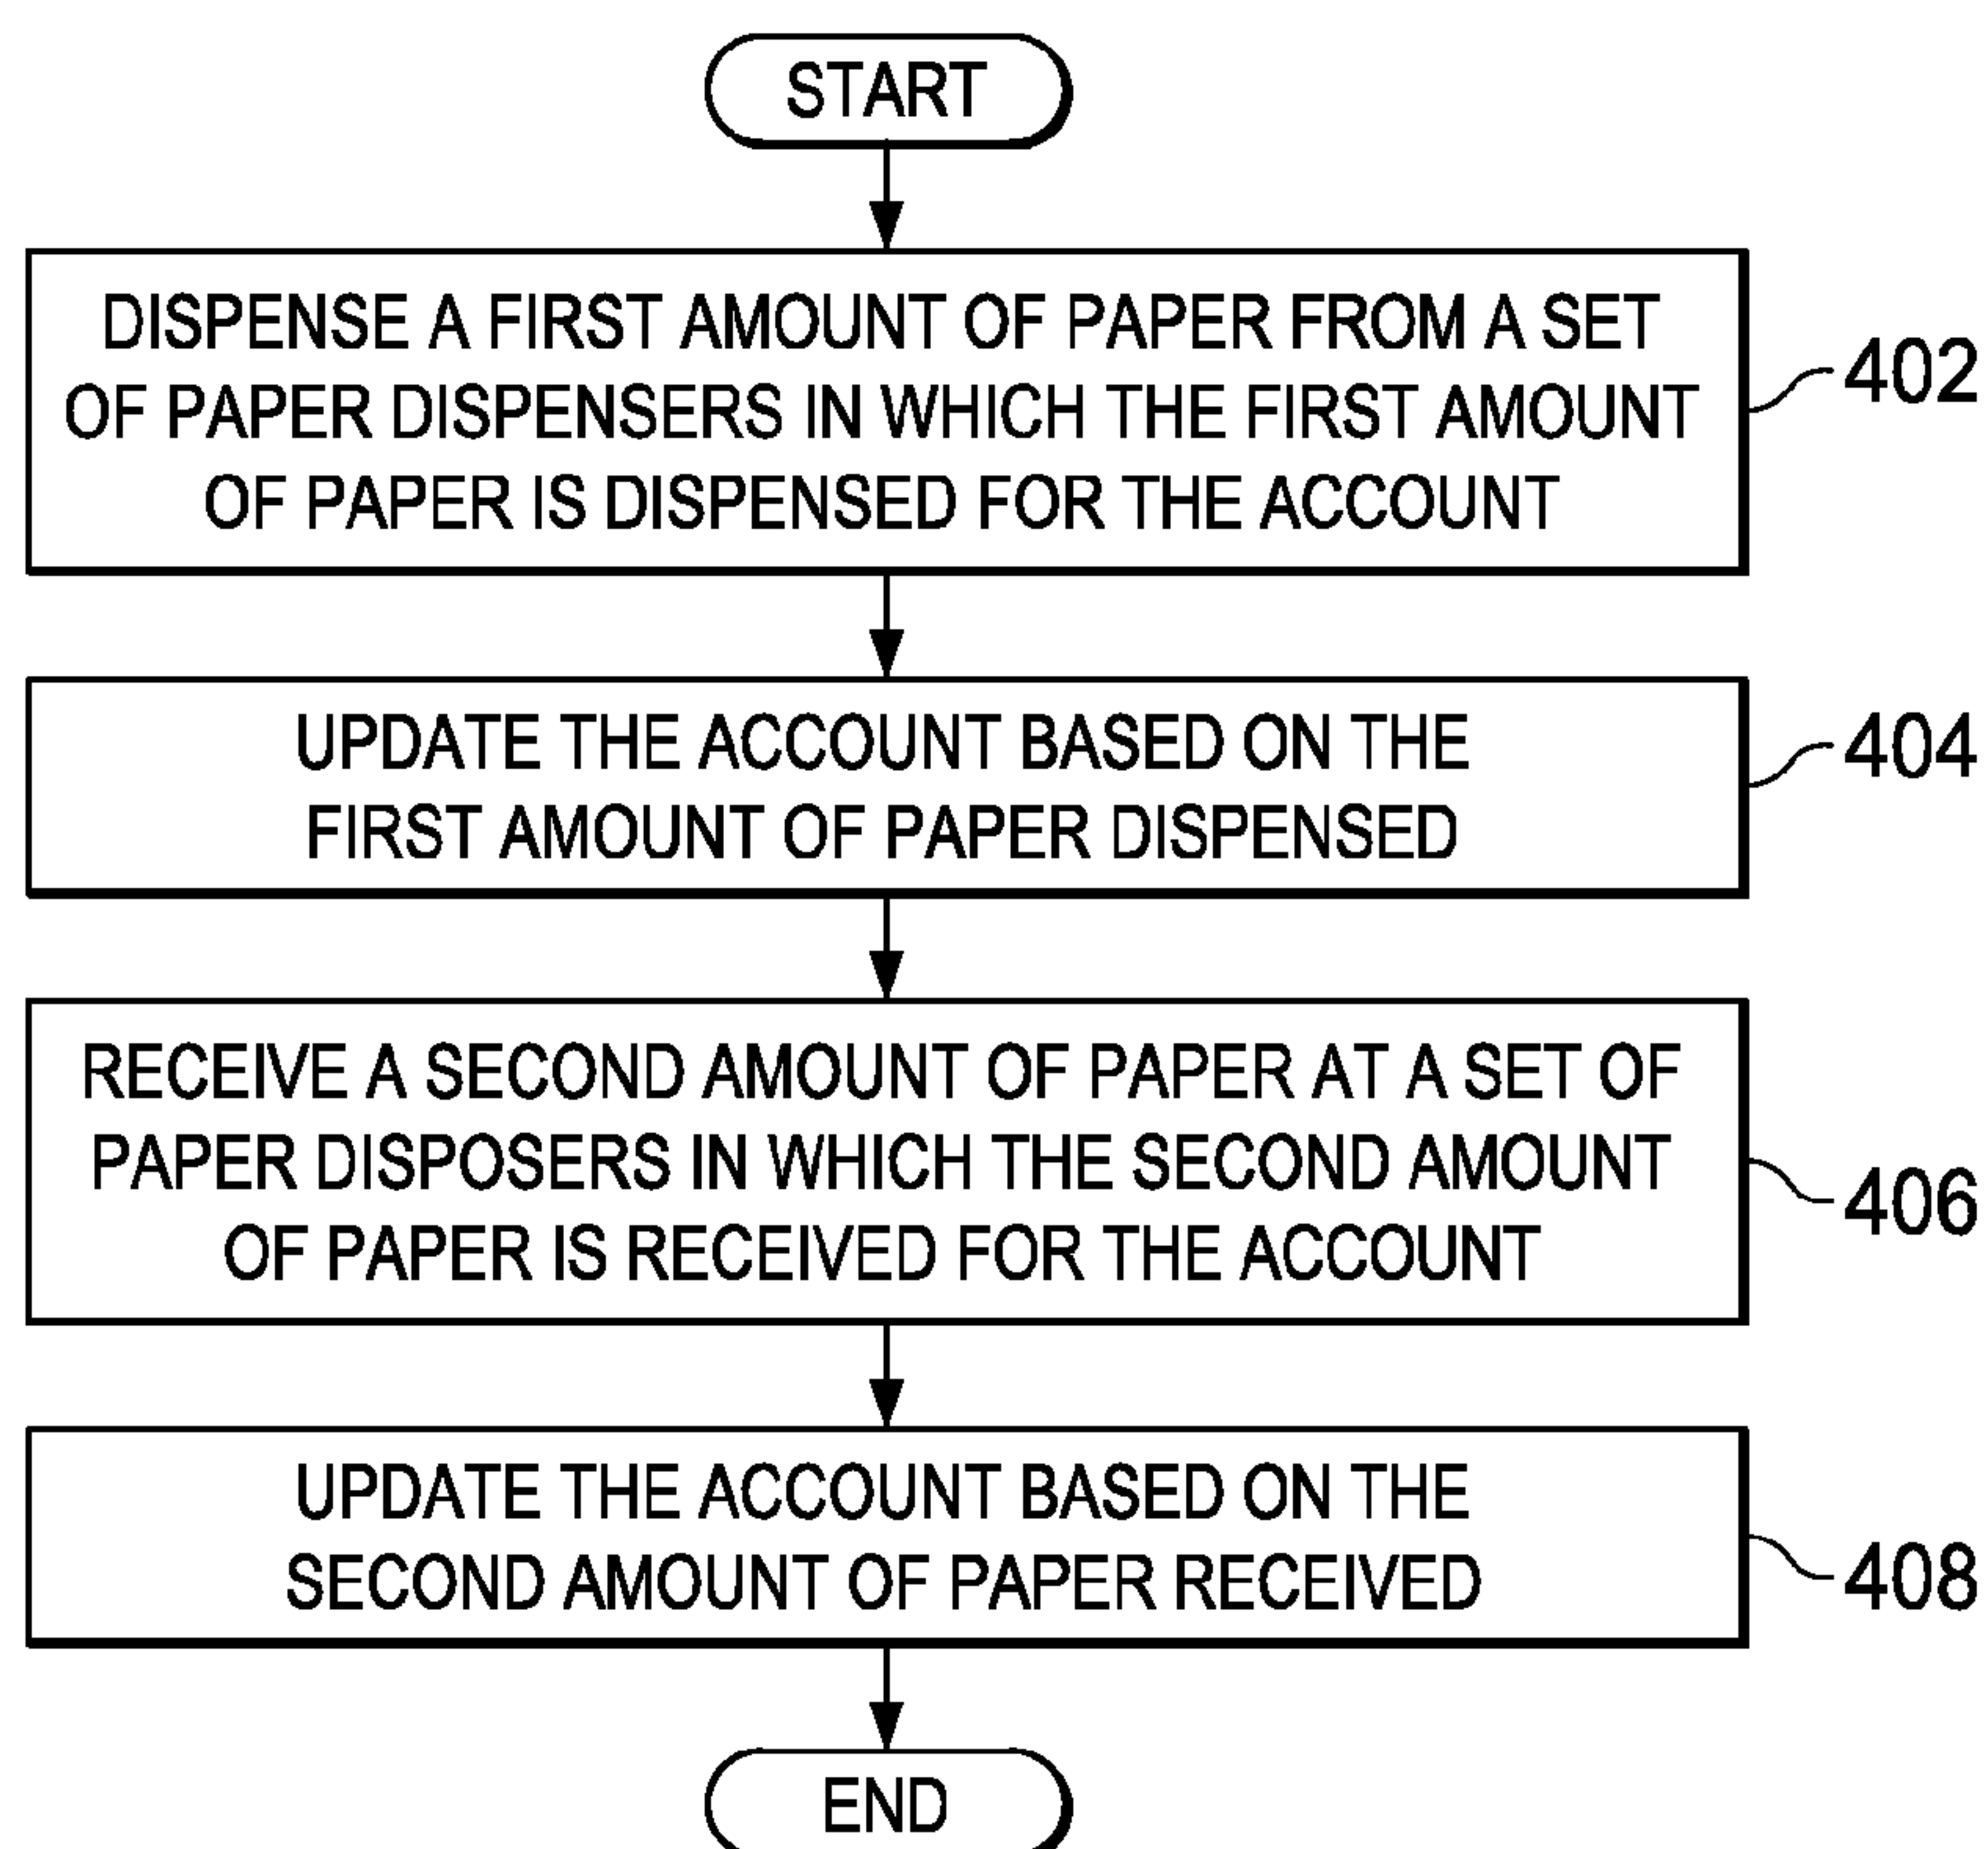 START
DISPENSE A FIRST AMOUNT OF PAPER FROM A SET
OF PAPER DISPENSERS IN WHICH THE FIRST AMOUNT
OF PAPER IS DISPENSED FOR THE ACCOUNT
402
UPDATE THE ACCOUNT BASED ON THE
FIRST AMOUNT OF PAPER DISPENSED
404
RECEIVE A SECOND AMOUNT OF PAPER AT A SET OF
PAPER DISPOSERS IN WHICH THE SECOND AMOUNT
OF PAPER IS RECEIVED FOR THE ACCOUNT
406
UPDATE THE ACCOUNT BASED ON THE
SECOND AMOUNT OF PAPER RECEIVED
408
END